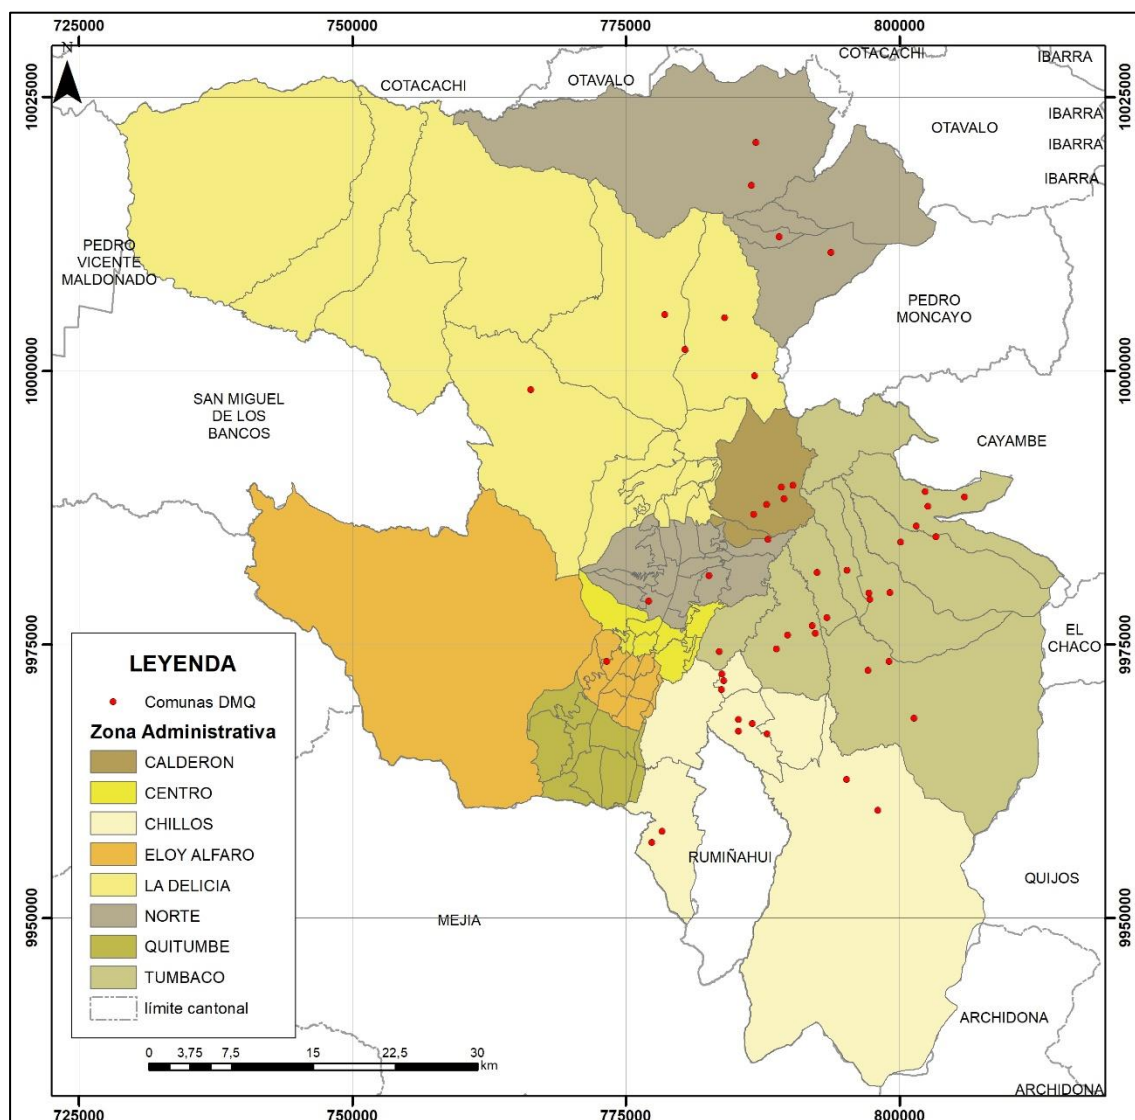 725000 750000 775000 800000
N
COTACACHI
IBARRA
OTAVALO
COTACACHI
10025000
10025000
IBARRA
OTAVALO
IBARRA
IBARRA
PEDRO
VICENTE
MALDONADO
PEDRO
MONCAYO
10000000
10000000
SAN MIGUEL
DE LOS
BANCOS
CAYAMBE
9975000
9975000
EL
CHACO
LEYENDA
Comunas DMQ
Zona Administrativa
CALDERON
CENTRO
CHILLOS
ELOY ALFARO
LA DELICIA
NORTE
QUITUMBE
TUMBACO
límite cantonal
RUMIÑAHUI
QUIJOS
MEJIA
9950000
9950000
ARCHIDONA
0 3,75 7,5 15 22,5 30
km
ARCHIDONA
725000 750000 775000 800000